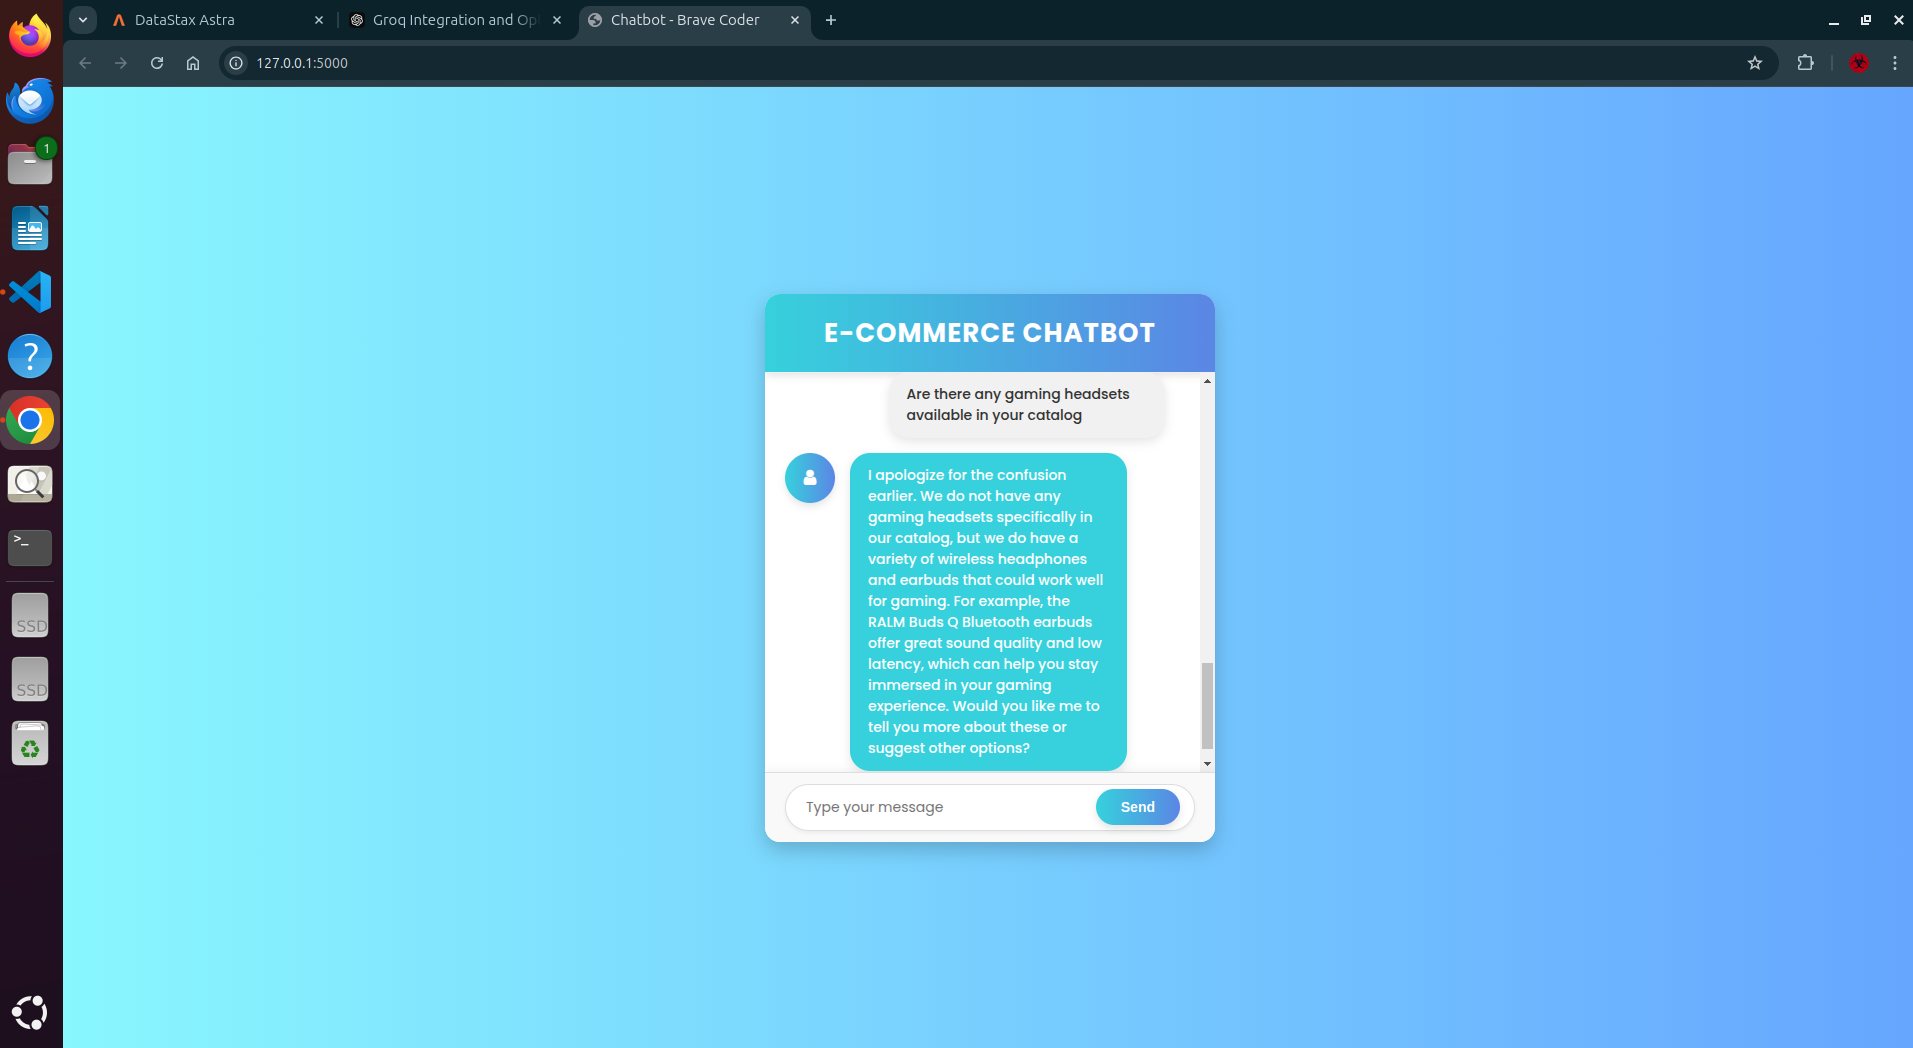 DataStax Astra
Groq Integration and Op
Chatbot - Brave Coder
127.0.0.1:5000
1
?
>_
SSD
SSD
E-COMMERCE CHATBOT
Are there any gaming headsets
available in your catalog
I apologize for the confusion
earlier. We do not have any
gaming headsets specifically in
our catalog, but we do have a
variety of wireless headphones
and earbuds that could work well
for gaming. For example, the
RALM Buds Q Bluetooth earbuds
offer great sound quality and low
latency, which can help you stay
immersed in your gaming
experience. Would you like me to
tell you more about these or
suggest other options?
Type your message
Send